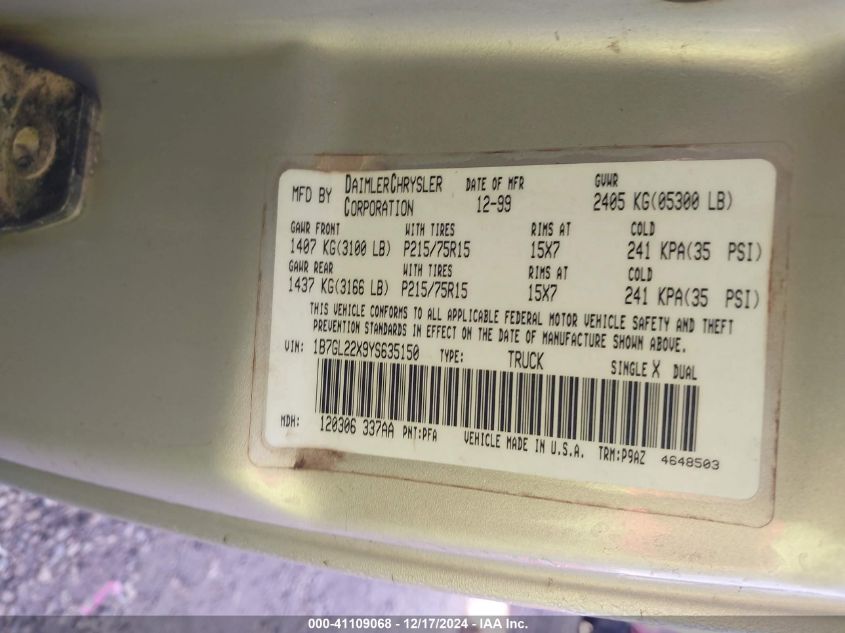 MFD BY DAIMLERCHRYSLER CORPORATION DATE OF MFR 12-99 GVWR 2405 KG(05300 LB)
GAWR FRONT WITH TIRES RIMS AT COLD
1407 KG(3100 LB) P215/75R15 15X7 241 KPA(35 PSI)
GAWR REAR WITH TIRES RIMS AT COLD
1437 KG(3166 LB) P215/75R15 15X7 241 KPA(35 PSI)
THIS VEHICLE CONFORMS TO ALL APPLICABLE FEDERAL MOTOR VEHICLE SAFETY AND THEFT
PREVENTION STANDARDS IN EFFECT ON THE DATE OF MANUFACTURE SHOWN ABOVE.
VIN: 1B7GL22X9YS635150 TYPE: TRUCK SINGLE X DUAL
MDH: 120306 337AA PNT:PFA VEHICLE MADE IN U.S.A. TRM:P9AZ 4648503
000-41109068 - 12/17/2024 - IAA Inc.